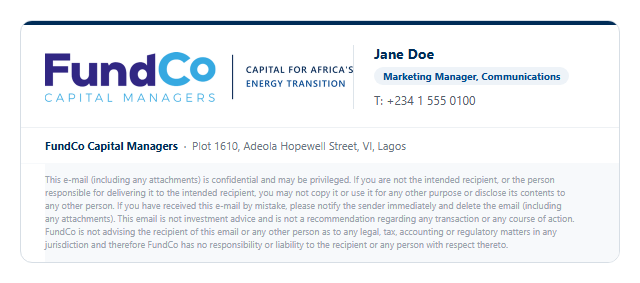 FundCo
CAPITAL MANAGERS
CAPITAL FOR AFRICA'S
ENERGY TRANSITION
Jane Doe
Marketing Manager, Communications
T: +234 1 555 0100
FundCo Capital Managers · Plot 1610, Adeola Hopewell Street, VI, Lagos
This e-mail (including any attachments) is confidential and may be privileged. If you are not the intended recipient, or the person
responsible for delivering it to the intended recipient, you may not copy it or use it for any other purpose or disclose its contents to
any other person. If you have received this e-mail by mistake, please notify the sender immediately and delete the email (including
any attachments). This email is not investment advice and is not a recommendation regarding any transaction or any course of action.
FundCo is not advising the recipient of this email or any other person as to any legal, tax, accounting or regulatory matters in any
jurisdiction and therefore FundCo has no responsibility or liability to the recipient or any person with respect thereto.